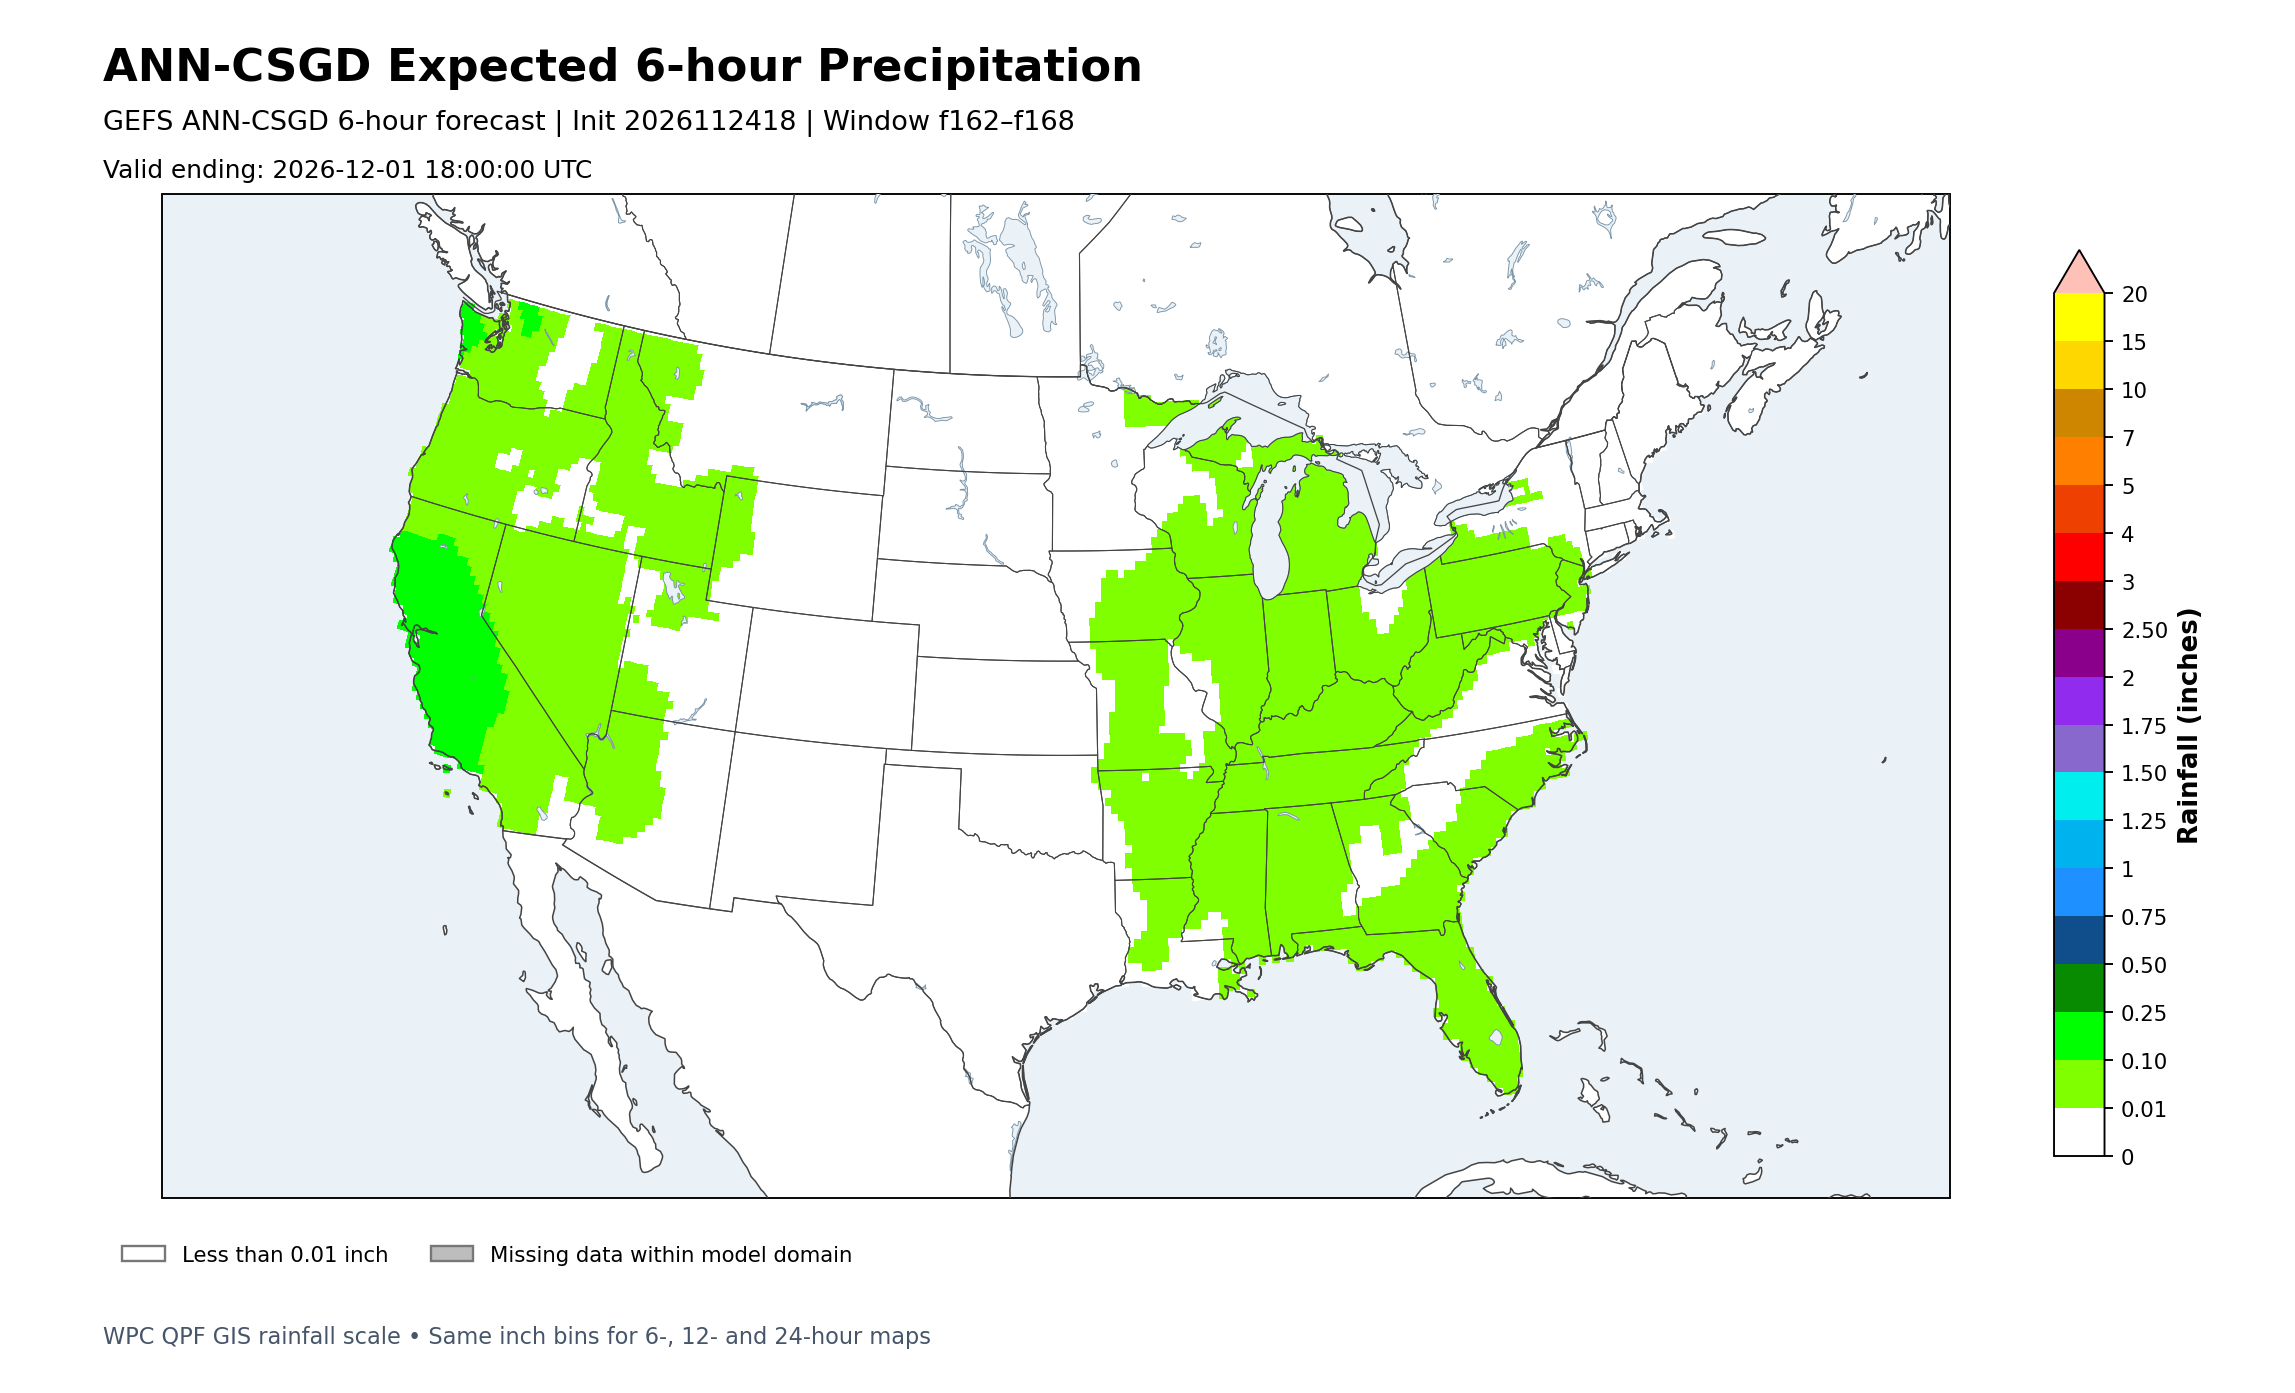 ANN-CSGD Expected 6-hour Precipitation
GEFS ANN-CSGD 6-hour forecast | Init 2026112418 | Window f162–f168
Valid ending: 2026-12-01 18:00:00 UTC
20
15
10
7
5
4
3
2.50
2
1.75
1.50
1.25
1
0.75
0.50
0.25
0.10
0.01
0
Rainfall (inches)
Less than 0.01 inch
Missing data within model domain
WPC QPF GIS rainfall scale • Same inch bins for 6-, 12- and 24-hour maps